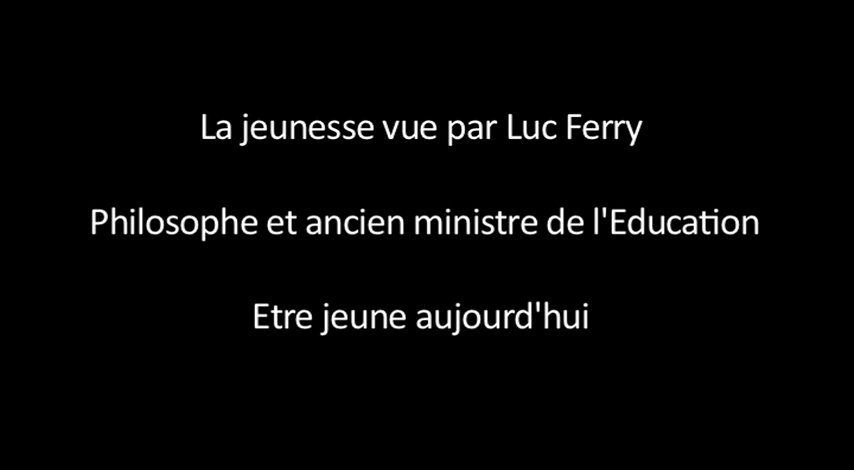 La jeunesse vue par Luc Ferry
Philosophe et ancien ministre de l'Education
Etre jeune aujourd'hui